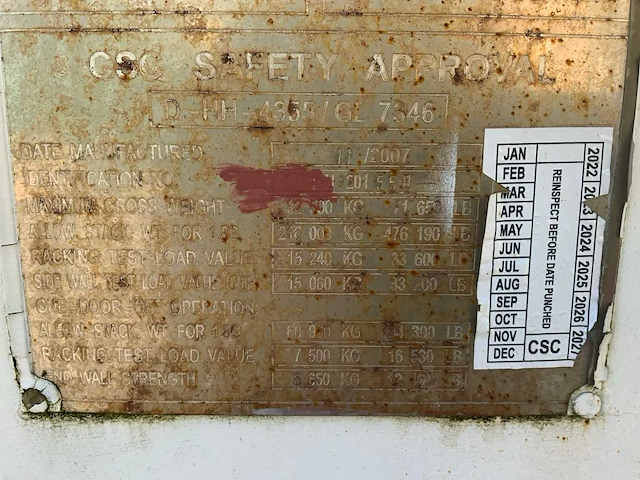 CSC SAFETY APPROVAL
D-HH-4355/GL 7346
DATE MANUFACTURED 11/2007
IDENTIFICATION NO.
MAXIMUM GROSS WEIGHT KG LB
ALLOW. STACK. WT. FOR 1.8G KG 476 190 LB
RACKING TEST LOAD VALUE 15 240 KG 33 600 LB
SIDE WALL TEST LOAD VALUE 15 060 KG 33 200 LB
ONE DOOR OFF OPERATION
ALLOW STACK WT FOR 1.8G KG LB
RACKING TEST LOAD VALUE 7 500 KG 16 530 LB
END WALL STRENGTH KG LB
JAN
FEB
MAR
APR
MAY
JUN
JUL
AUG
SEP
OCT
NOV
DEC
REINSPECT BEFORE DATE PUNCHED
CSC
2022 2023 2024 2025 2026